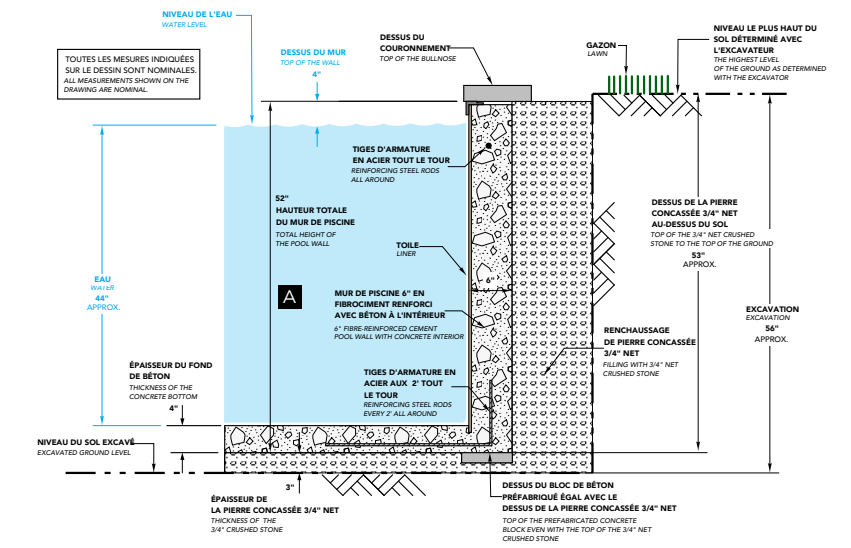 NIVEAU DE L'EAU
WATER LEVEL
TOUTES LES MESURES INDIQUÉES
SUR LE DESSIN SONT NOMINALES.
ALL MEASUREMENTS SHOWN ON THE
DRAWING ARE NOMINAL.
DESSUS DU MUR
TOP OF THE WALL
4"
DESSUS DU
COURONNEMENT
TOP OF THE BULLNOSE
GAZON
LAWN
NIVEAU LE PLUS HAUT DU
SOL DÉTERMINÉ AVEC
L'EXCAVATEUR
THE HIGHEST LEVEL
OF THE GROUND AS DETERMINED
WITH THE EXCAVATOR
TIGES D'ARMATURE
EN ACIER TOUT LE TOUR
REINFORCING STEEL RODS
ALL AROUND
52"
HAUTEUR TOTALE
DU MUR DE PISCINE
TOTAL HEIGHT OF
THE POOL WALL
DESSUS DE LA PIERRE
CONCASSÉE 3/4" NET
AU-DESSUS DU SOL
TOP OF THE 3/4" NET CRUSHED
STONE TO THE TOP OF THE GROUND
53"
APPROX.
TOILE
LINER
6"
EAU
WATER
44"
APPROX.
A
MUR DE PISCINE 6" EN
FIBROCIMENT RENFORCI
AVEC BÉTON À L'INTÉRIEUR
6" FIBRE-REINFORCED CEMENT
POOL WALL WITH CONCRETE INTERIOR
EXCAVATION
EXCAVATION
56"
APPROX.
RENCHAUSSAGE
DE PIERRE CONCASSÉE
3/4" NET
FILLING WITH 3/4" NET
CRUSHED STONE
ÉPAISSEUR DU FOND
DE BÉTON
THICKNESS OF THE
CONCRETE BOTTOM
4"
TIGES D'ARMATURE EN
ACIER AUX 2' TOUT
LE TOUR
REINFORCING STEEL RODS
EVERY 2' ALL AROUND
NIVEAU DU SOL EXCAVÉ
EXCAVATED GROUND LEVEL
3"
ÉPAISSEUR DE
LA PIERRE CONCASSÉE 3/4" NET
THICKNESS OF THE
3/4" CRUSHED STONE
DESSUS DU BLOC DE BÉTON
PRÉFABRIQUÉ ÉGAL AVEC LE
DESSUS DE LA PIERRE CONCASSÉE 3/4" NET
TOP OF THE PREFABRICATED CONCRETE
BLOCK EVEN WITH THE TOP OF THE 3/4" NET
CRUSHED STONE